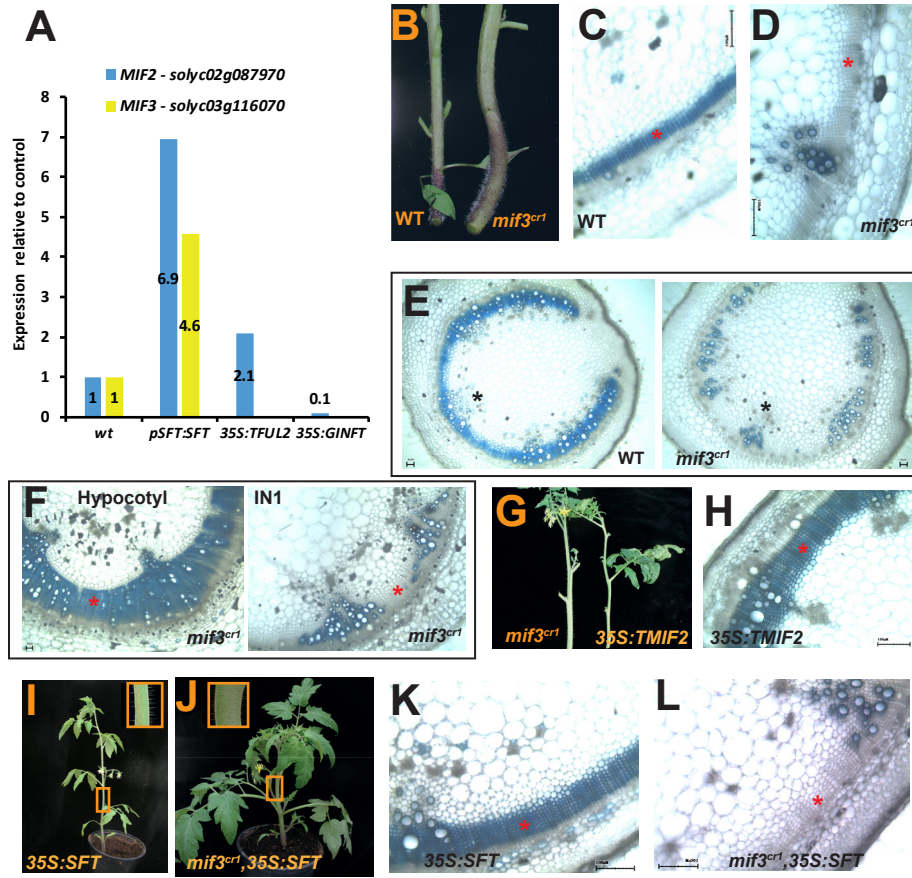 A
MIF2 - solyc02g087970
MIF3 - solyc03g116070
Expression relative to control
8
7
6
5
4
3
2
1
0
1
1
6.9
4.6
2.1
0.1
wt
pSFT:SFT
35S:TFUL2
35S:GINFT
B
WT
mif3cr1
C
WT
D
mif3cr1
E
WT
mif3cr1
F
Hypocotyl
mif3cr1
IN1
mif3cr1
G
mif3cr1
35S:TMIF2
H
35S:TMIF2
I
35S:SFT
J
mif3cr1,35S:SFT
K
35S:SFT
L
mif3cr1,35S:SFT